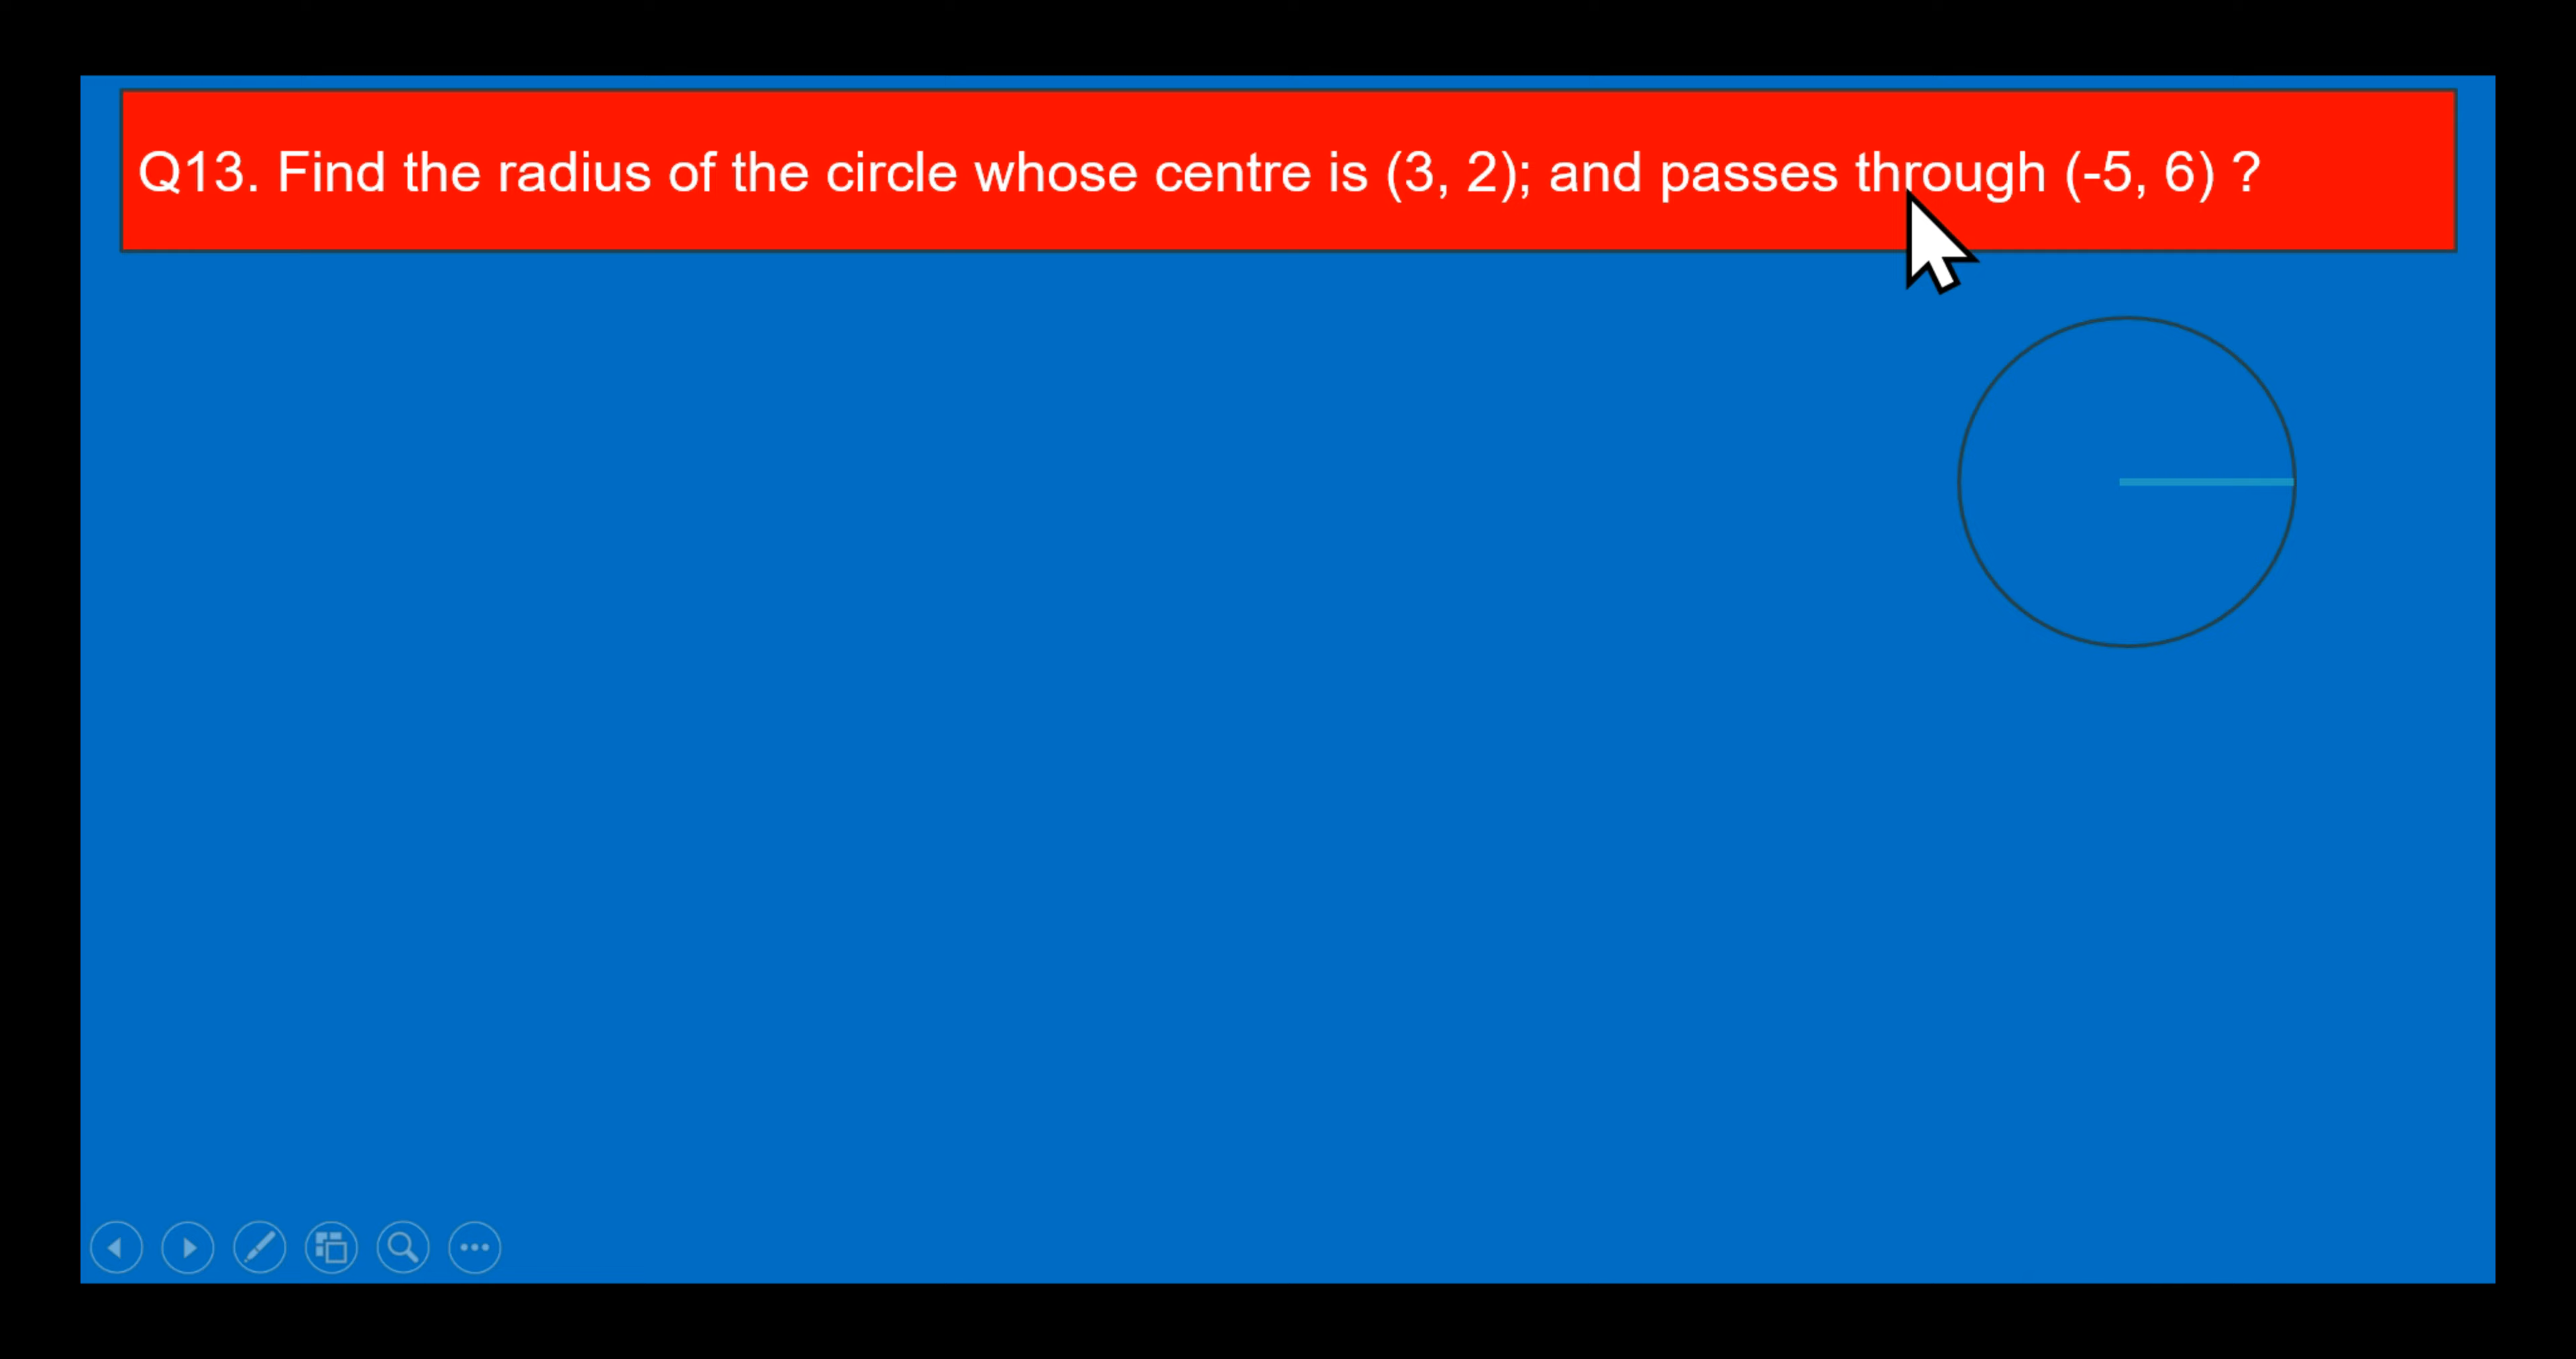 Q13. Find the radius of the circle whose centre is (3, 2); and passes through (-5, 6) ?